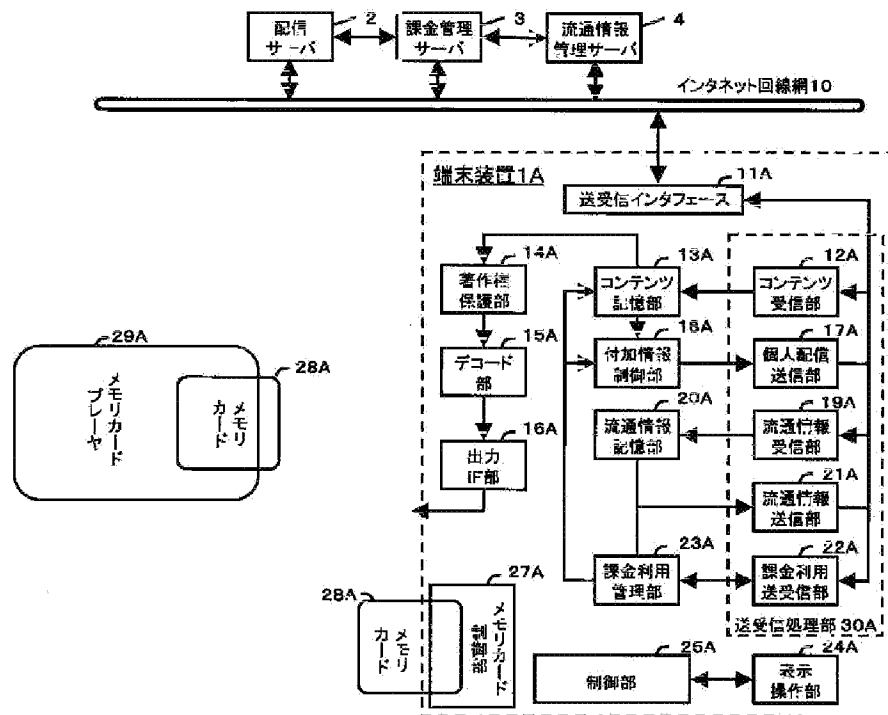 配信
サーバ
2
課金管理
サーバ
3
流通情報
管理サーバ
4
インタネット回線網10
端末装置1A
11A
送受信インタフェース
14A
著作権
保護部
13A
コンテンツ
記憶部
12A
コンテンツ
受信部
15A
デコード
部
18A
付加情報
制御部
17A
個人配信
送信部
29A
メモリカード
プレーヤ
28A
メモリ
カード
16A
出力
IF部
20A
流通情報
記憶部
19A
流通情報
受信部
21A
流通情報
送信部
23A
課金利用
管理部
22A
課金利用
送受信部
送受信処理部30A
27A
メモリカード
制御部
28A
メモリ
カード
25A
制御部
24A
表示
操作部